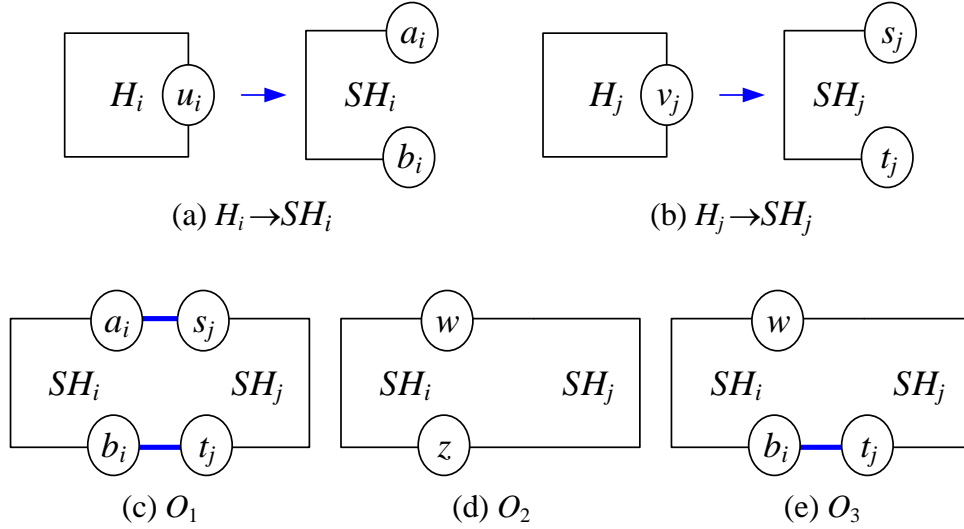 a_i s_j
H_i u_i SH_i H_j v_j SH_j
b_i t_j
(a) H_i→SH_i (b) H_j→SH_j
a_i s_j w w
SH_i SH_j SH_i SH_j SH_i SH_j
b_i t_j z b_i t_j
(c) O_1 (d) O_2 (e) O_3